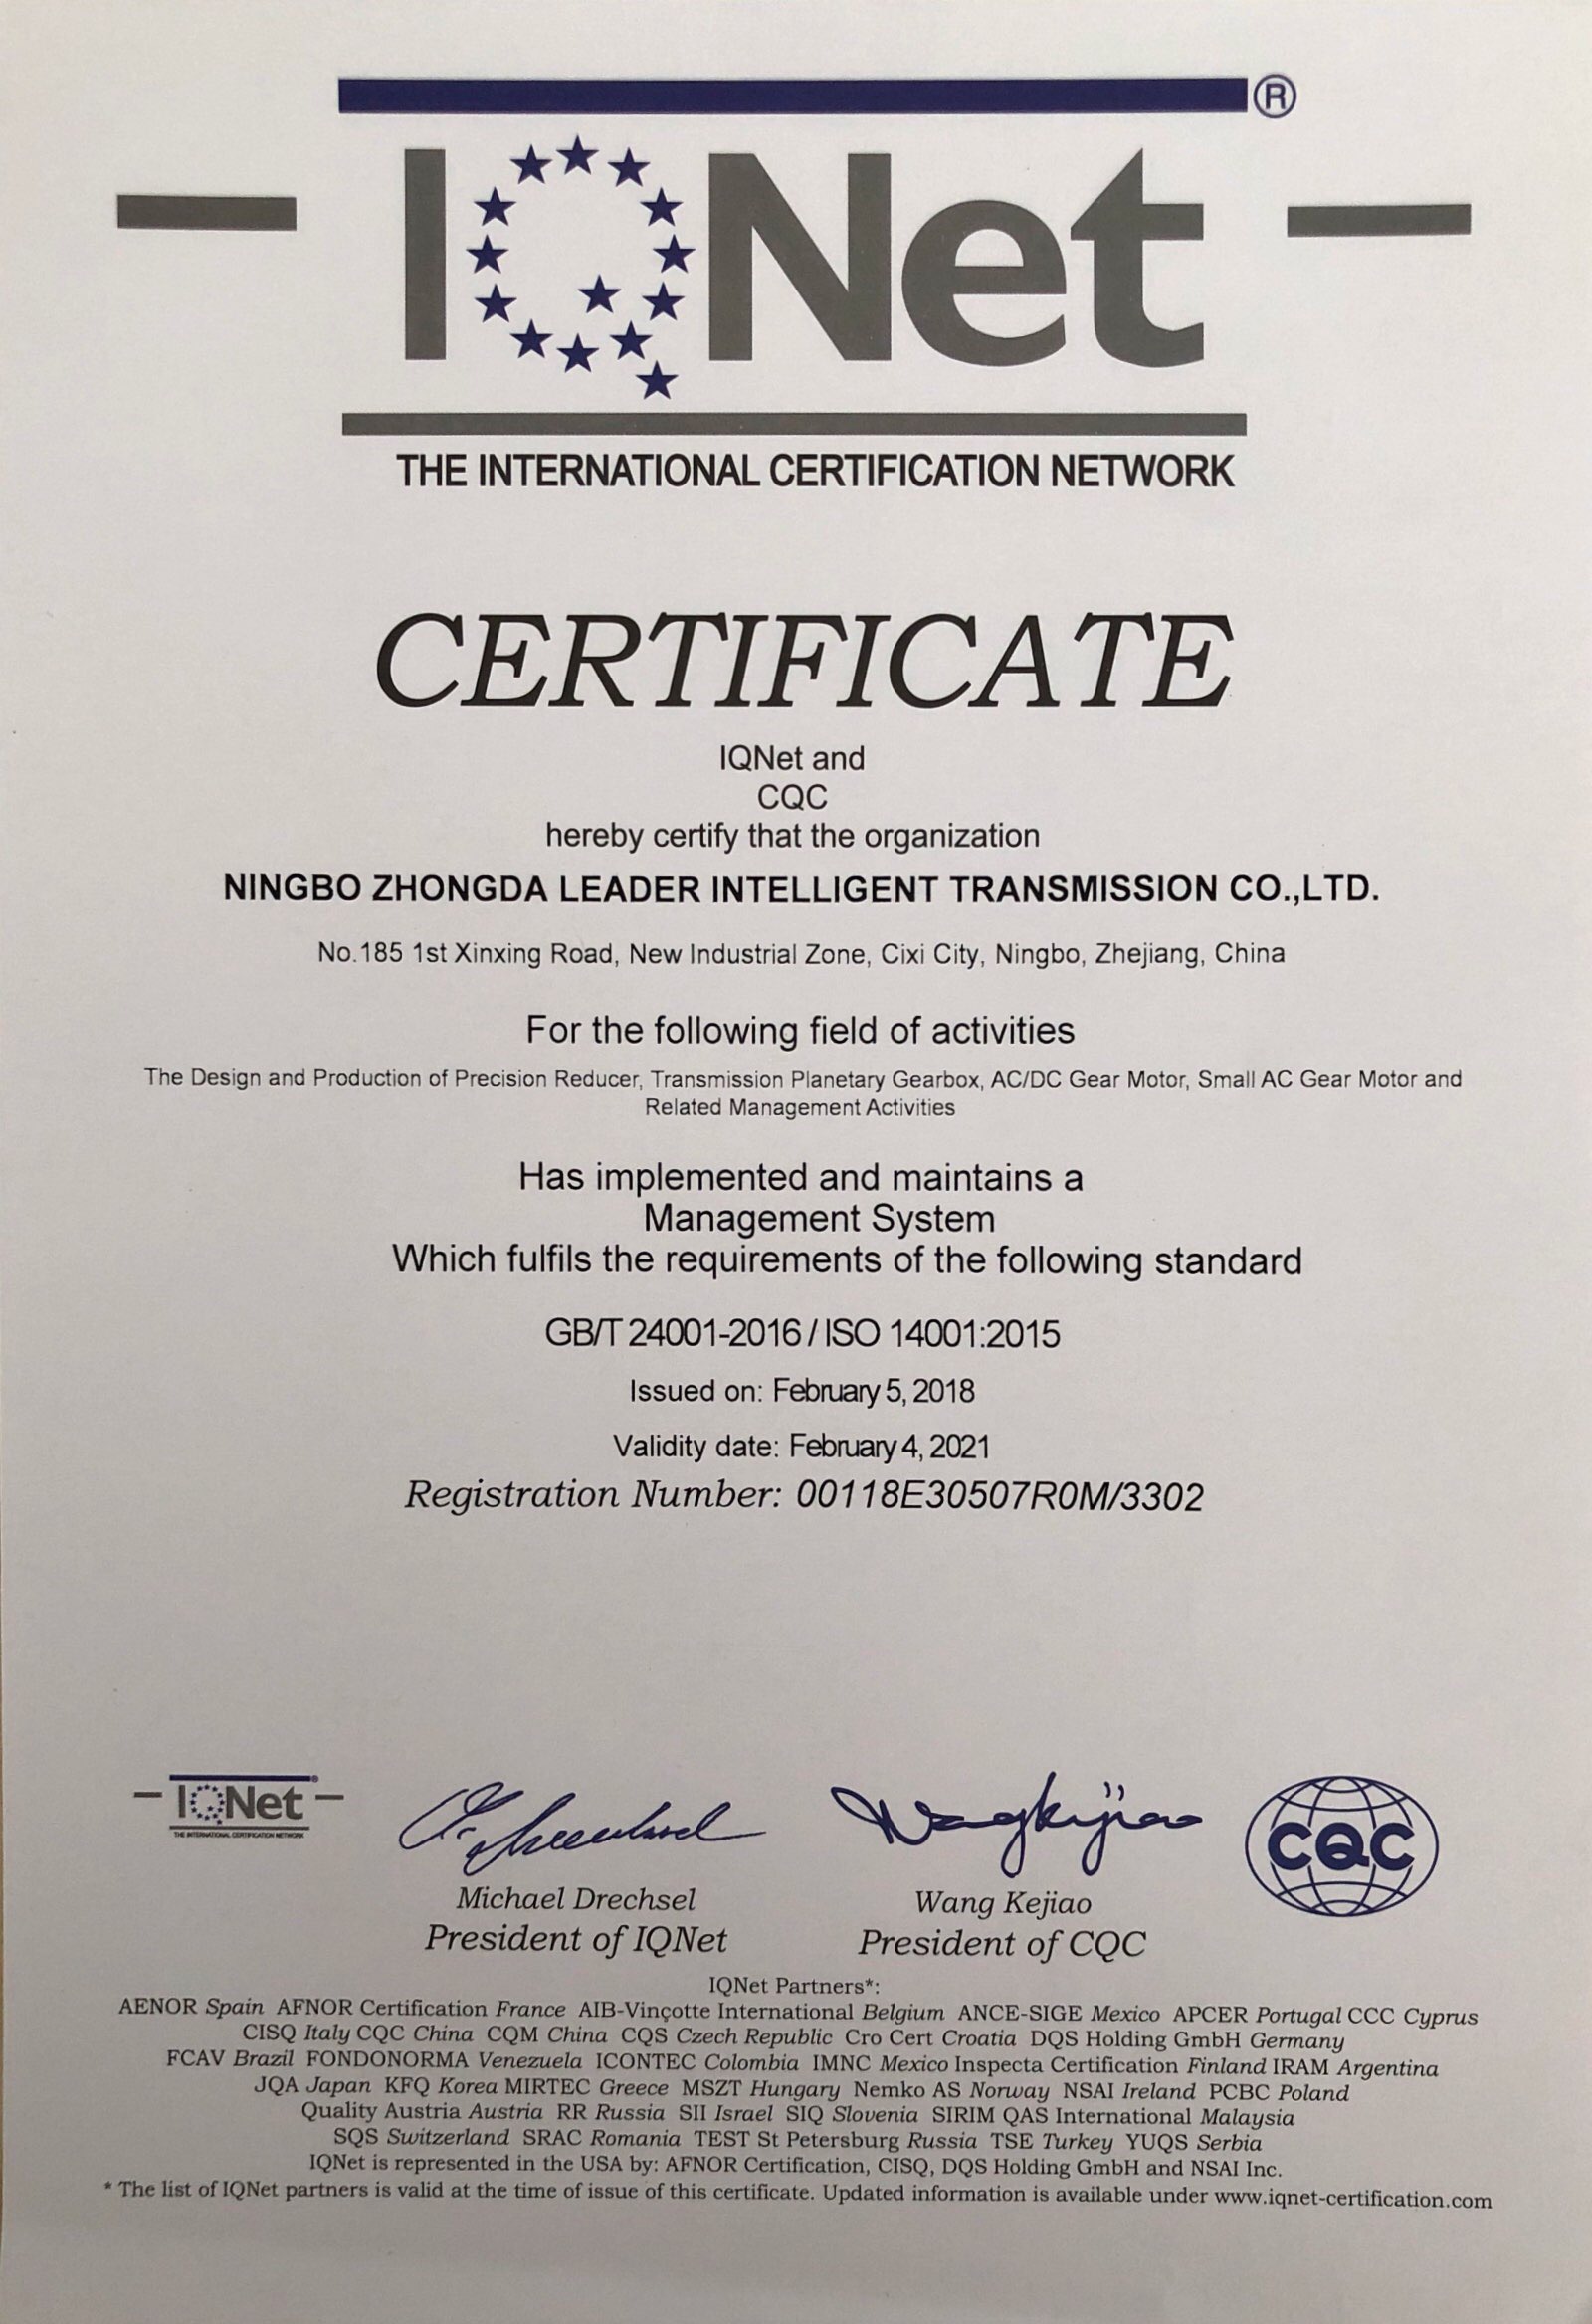 IQNet®
THE INTERNATIONAL CERTIFICATION NETWORK
CERTIFICATE
IQNet and
CQC
hereby certify that the organization
NINGBO ZHONGDA LEADER INTELLIGENT TRANSMISSION CO.,LTD.
No.185 1st Xinxing Road, New Industrial Zone, Cixi City, Ningbo, Zhejiang, China
For the following field of activities
The Design and Production of Precision Reducer, Transmission Planetary Gearbox, AC/DC Gear Motor, Small AC Gear Motor and
Related Management Activities
Has implemented and maintains a
Management System
Which fulfils the requirements of the following standard
GB/T 24001-2016 / ISO 14001:2015
Issued on: February 5, 2018
Validity date: February 4, 2021
Registration Number: 00118E30507R0M/3302
IQNet
THE INTERNATIONAL CERTIFICATION NETWORK
Wangkejiao
CQC
Michael Drechsel
President of IQNet
Wang Kejiao
President of CQC
IQNet Partners*:
AENOR Spain AFNOR Certification France AIB-Vinçotte International Belgium ANCE-SIGE Mexico APCER Portugal CCC Cyprus
CISQ Italy CQC China CQM China CQS Czech Republic Cro Cert Croatia DQS Holding GmbH Germany
FCAV Brazil FONDONORMA Venezuela ICONTEC Colombia IMNC Mexico Inspecta Certification Finland IRAM Argentina
JQA Japan KFQ Korea MIRTEC Greece MSZT Hungary Nemko AS Norway NSAI Ireland PCBC Poland
Quality Austria Austria RR Russia SII Israel SIQ Slovenia SIRIM QAS International Malaysia
SQS Switzerland SRAC Romania TEST St Petersburg Russia TSE Turkey YUQS Serbia
IQNet is represented in the USA by: AFNOR Certification, CISQ, DQS Holding GmbH and NSAI Inc.
* The list of IQNet partners is valid at the time of issue of this certificate. Updated information is available under www.iqnet-certification.com